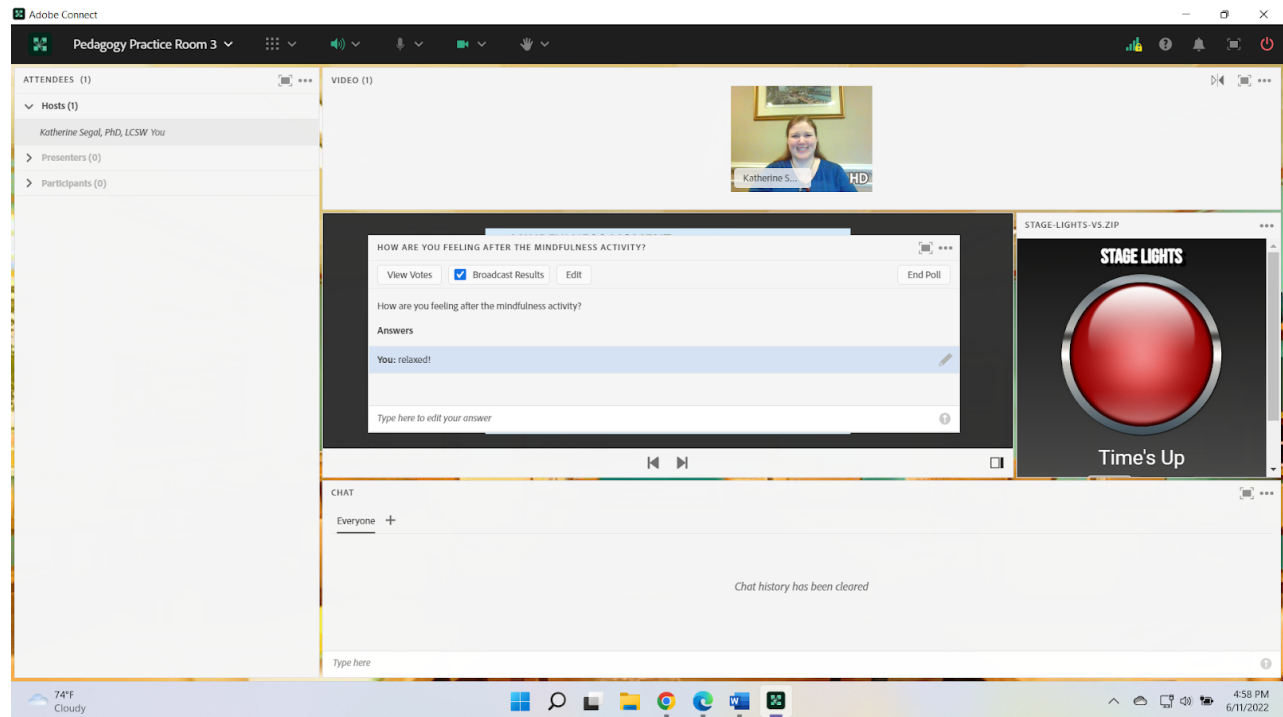 Adobe Connect
Pedagogy Practice Room 3
ATTENDEES (1)
Hosts (1)
Katherine Segal, PhD, LCSW You
Presenters (0)
Participants (0)
VIDEO (1)
Katherine S...
HD
HOW ARE YOU FEELING AFTER THE MINDFULNESS ACTIVITY?
View Votes
Broadcast Results
Edit
End Poll
How are you feeling after the mindfulness activity?
Answers
You: relaxed!
Type here to edit your answer
STAGE-LIGHTS-V5.ZIP
STAGE LIGHTS
Time's Up
CHAT
Everyone
Chat history has been cleared
Type here
74°F
Cloudy
4:58 PM
6/11/2022